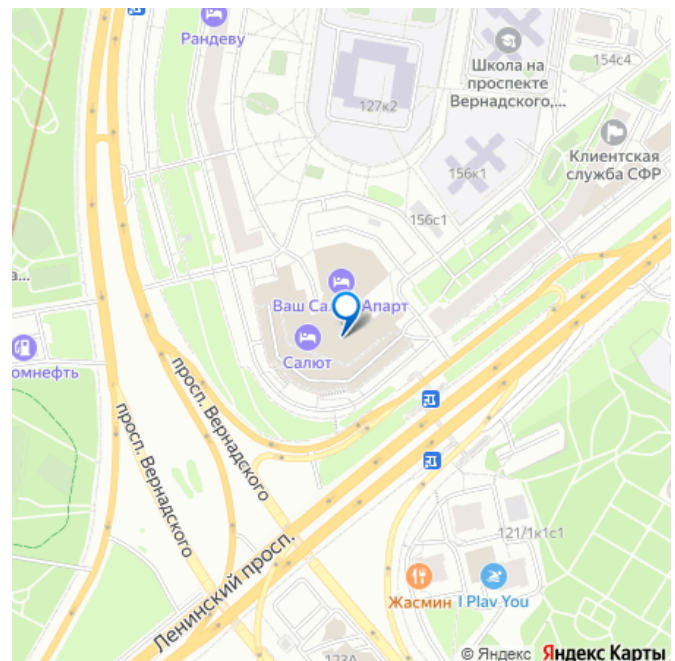 Рандеву
Школа на
проспекте
Вернадского,...
154с4
127к2
Клиентская
служба СФР
156к1
156с1
а...
Ваш Са
Апарт
Салют
омнефть
просп. Вернадского
просп. Вернадского
Ленинский просп.
121/1к1с1
Жасмин
I Play You
123А
© Яндекс Яндекс Карты